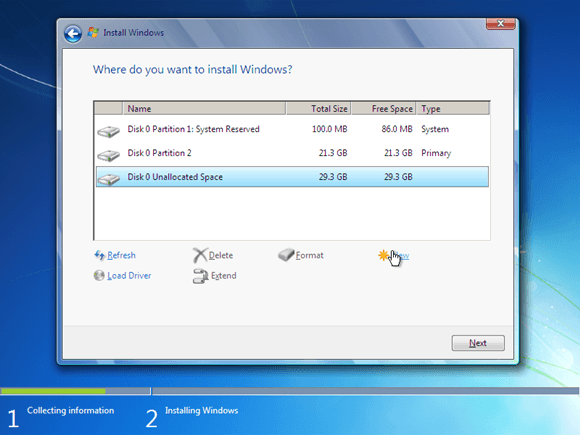 Install Windows
Where do you want to install Windows?
Name Total Size Free Space Type
Disk 0 Partition 1: System Reserved 100.0 MB 86.0 MB System
Disk 0 Partition 2 21.3 GB 21.3 GB Primary
Disk 0 Unallocated Space 29.3 GB 29.3 GB
Refresh Delete Format
Load Driver Extend
Next
1 Collecting information 2 Installing Windows